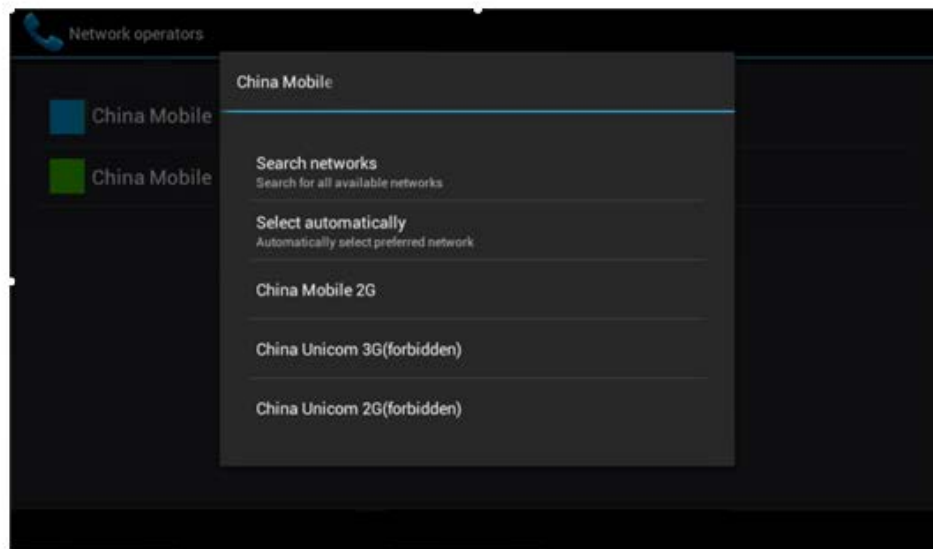 Network operators
China Mobile
China Mobile
China Mobile
Search networks
Search for all available networks
Select automatically
Automatically select preferred network
China Mobile 2G
China Unicom 3G(forbidden)
China Unicom 2G(forbidden)